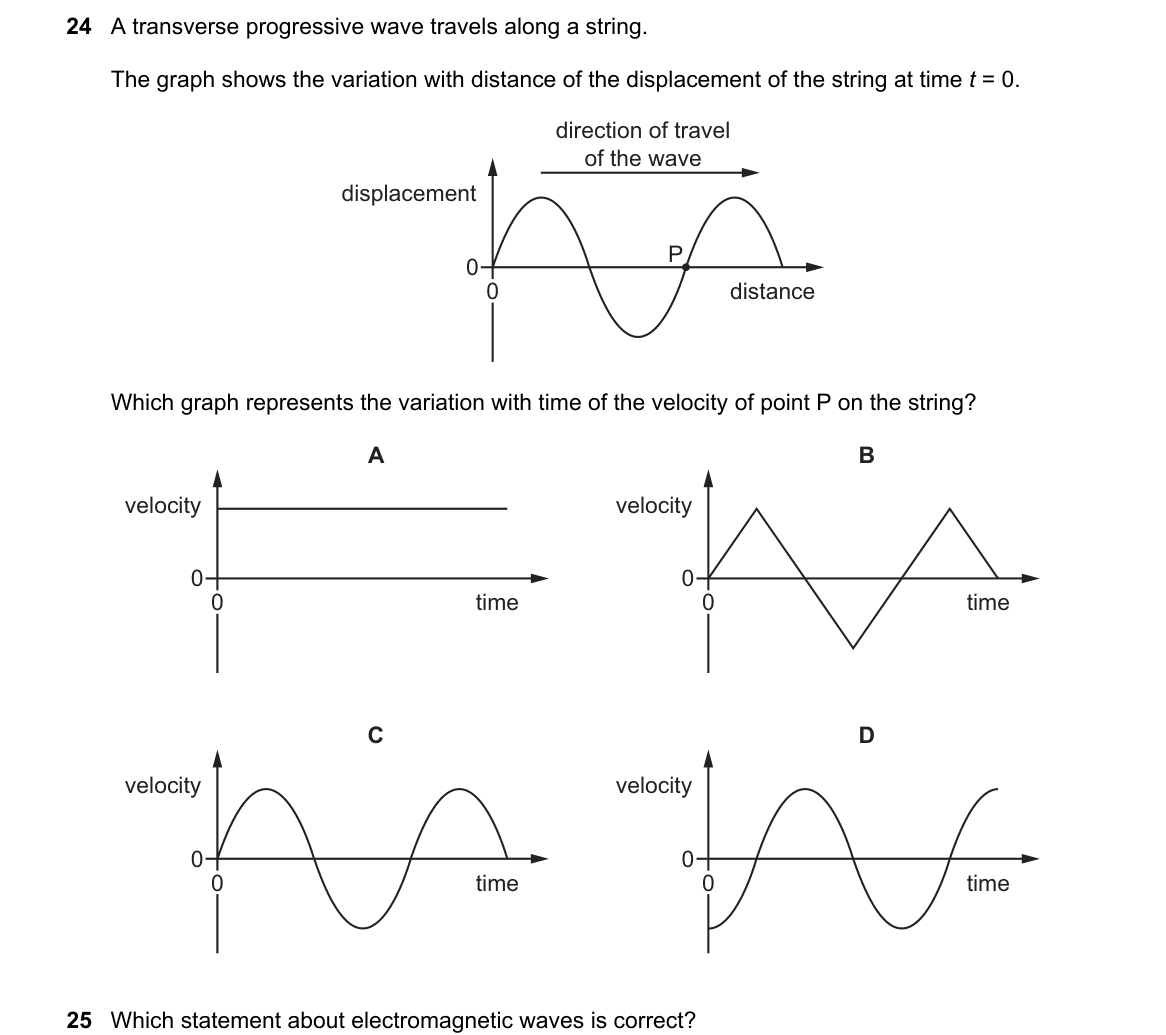 24 A transverse progressive wave travels along a string.
The graph shows the variation with distance of the displacement of the string at time t = 0.
direction of travel
of the wave
displacement
P
0
0
distance
Which graph represents the variation with time of the velocity of point P on the string?
A
B
velocity
velocity
0
0
0
time
0
time
C
D
velocity
velocity
0
0
0
time
0
time
25 Which statement about electromagnetic waves is correct?